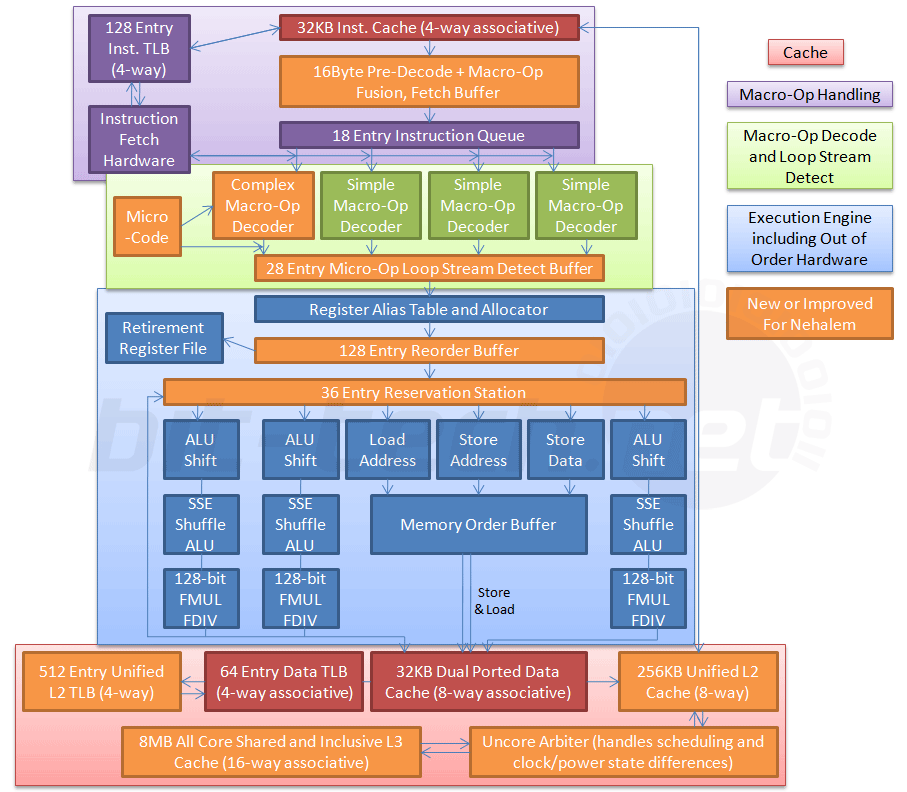 128 Entry
Inst. TLB
(4-way)
32KB Inst. Cache (4-way associative)
16Byte Pre-Decode + Macro-Op
Fusion, Fetch Buffer
Instruction
Fetch
Hardware
18 Entry Instruction Queue
Cache
Macro-Op Handling
Macro-Op Decode
and Loop Stream
Detect
Execution Engine
including Out of
Order Hardware
New or Improved
For Nehalem
Micro
-Code
Complex
Macro-Op
Decoder
Simple
Macro-Op
Decoder
Simple
Macro-Op
Decoder
Simple
Macro-Op
Decoder
28 Entry Micro-Op Loop Stream Detect Buffer
Register Alias Table and Allocator
Retirement
Register File
128 Entry Reorder Buffer
36 Entry Reservation Station
bit-tech.net
ALU
Shift
ALU
Shift
Load
Address
Store
Address
Store
Data
ALU
Shift
SSE
Shuffle
ALU
SSE
Shuffle
ALU
Memory Order Buffer
SSE
Shuffle
ALU
128-bit
FMUL
FDIV
128-bit
FMUL
FDIV
Store
& Load
128-bit
FMUL
FDIV
512 Entry Unified
L2 TLB (4-way)
64 Entry Data TLB
(4-way associative)
32KB Dual Ported Data
Cache (8-way associative)
256KB Unified L2
Cache (8-way)
8MB All Core Shared and Inclusive L3
Cache (16-way associative)
Uncore Arbiter (handles scheduling and
clock/power state differences)